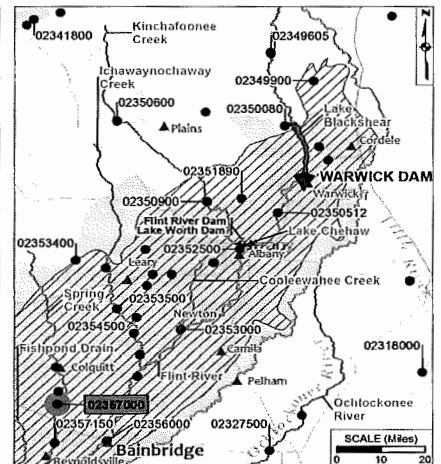 02341800
Kinchafoonee
Creek
02349605
N
Ichawaynochaway
Creek
02349900
02350600
02350080
Lake
Blackshear
Plains
Cordele
02351890
WARWICK DAM
Warwick
02350900
Flint River Dam
Lake Worth Dam
02350512
Lake Chehaw
02353400
02352500
Albany
Leary
Cooleewahee Creek
Spring
Creek
02353500
Newton
02353000
02354500
Fishpond Drain
Camilla
02318000
Colquitt
Flint River
Pelham
02357000
Ochlockonee
River
02357150
02356000
02327500
Bainbridge
Reynoldsville
SCALE (Miles)
0 10 20